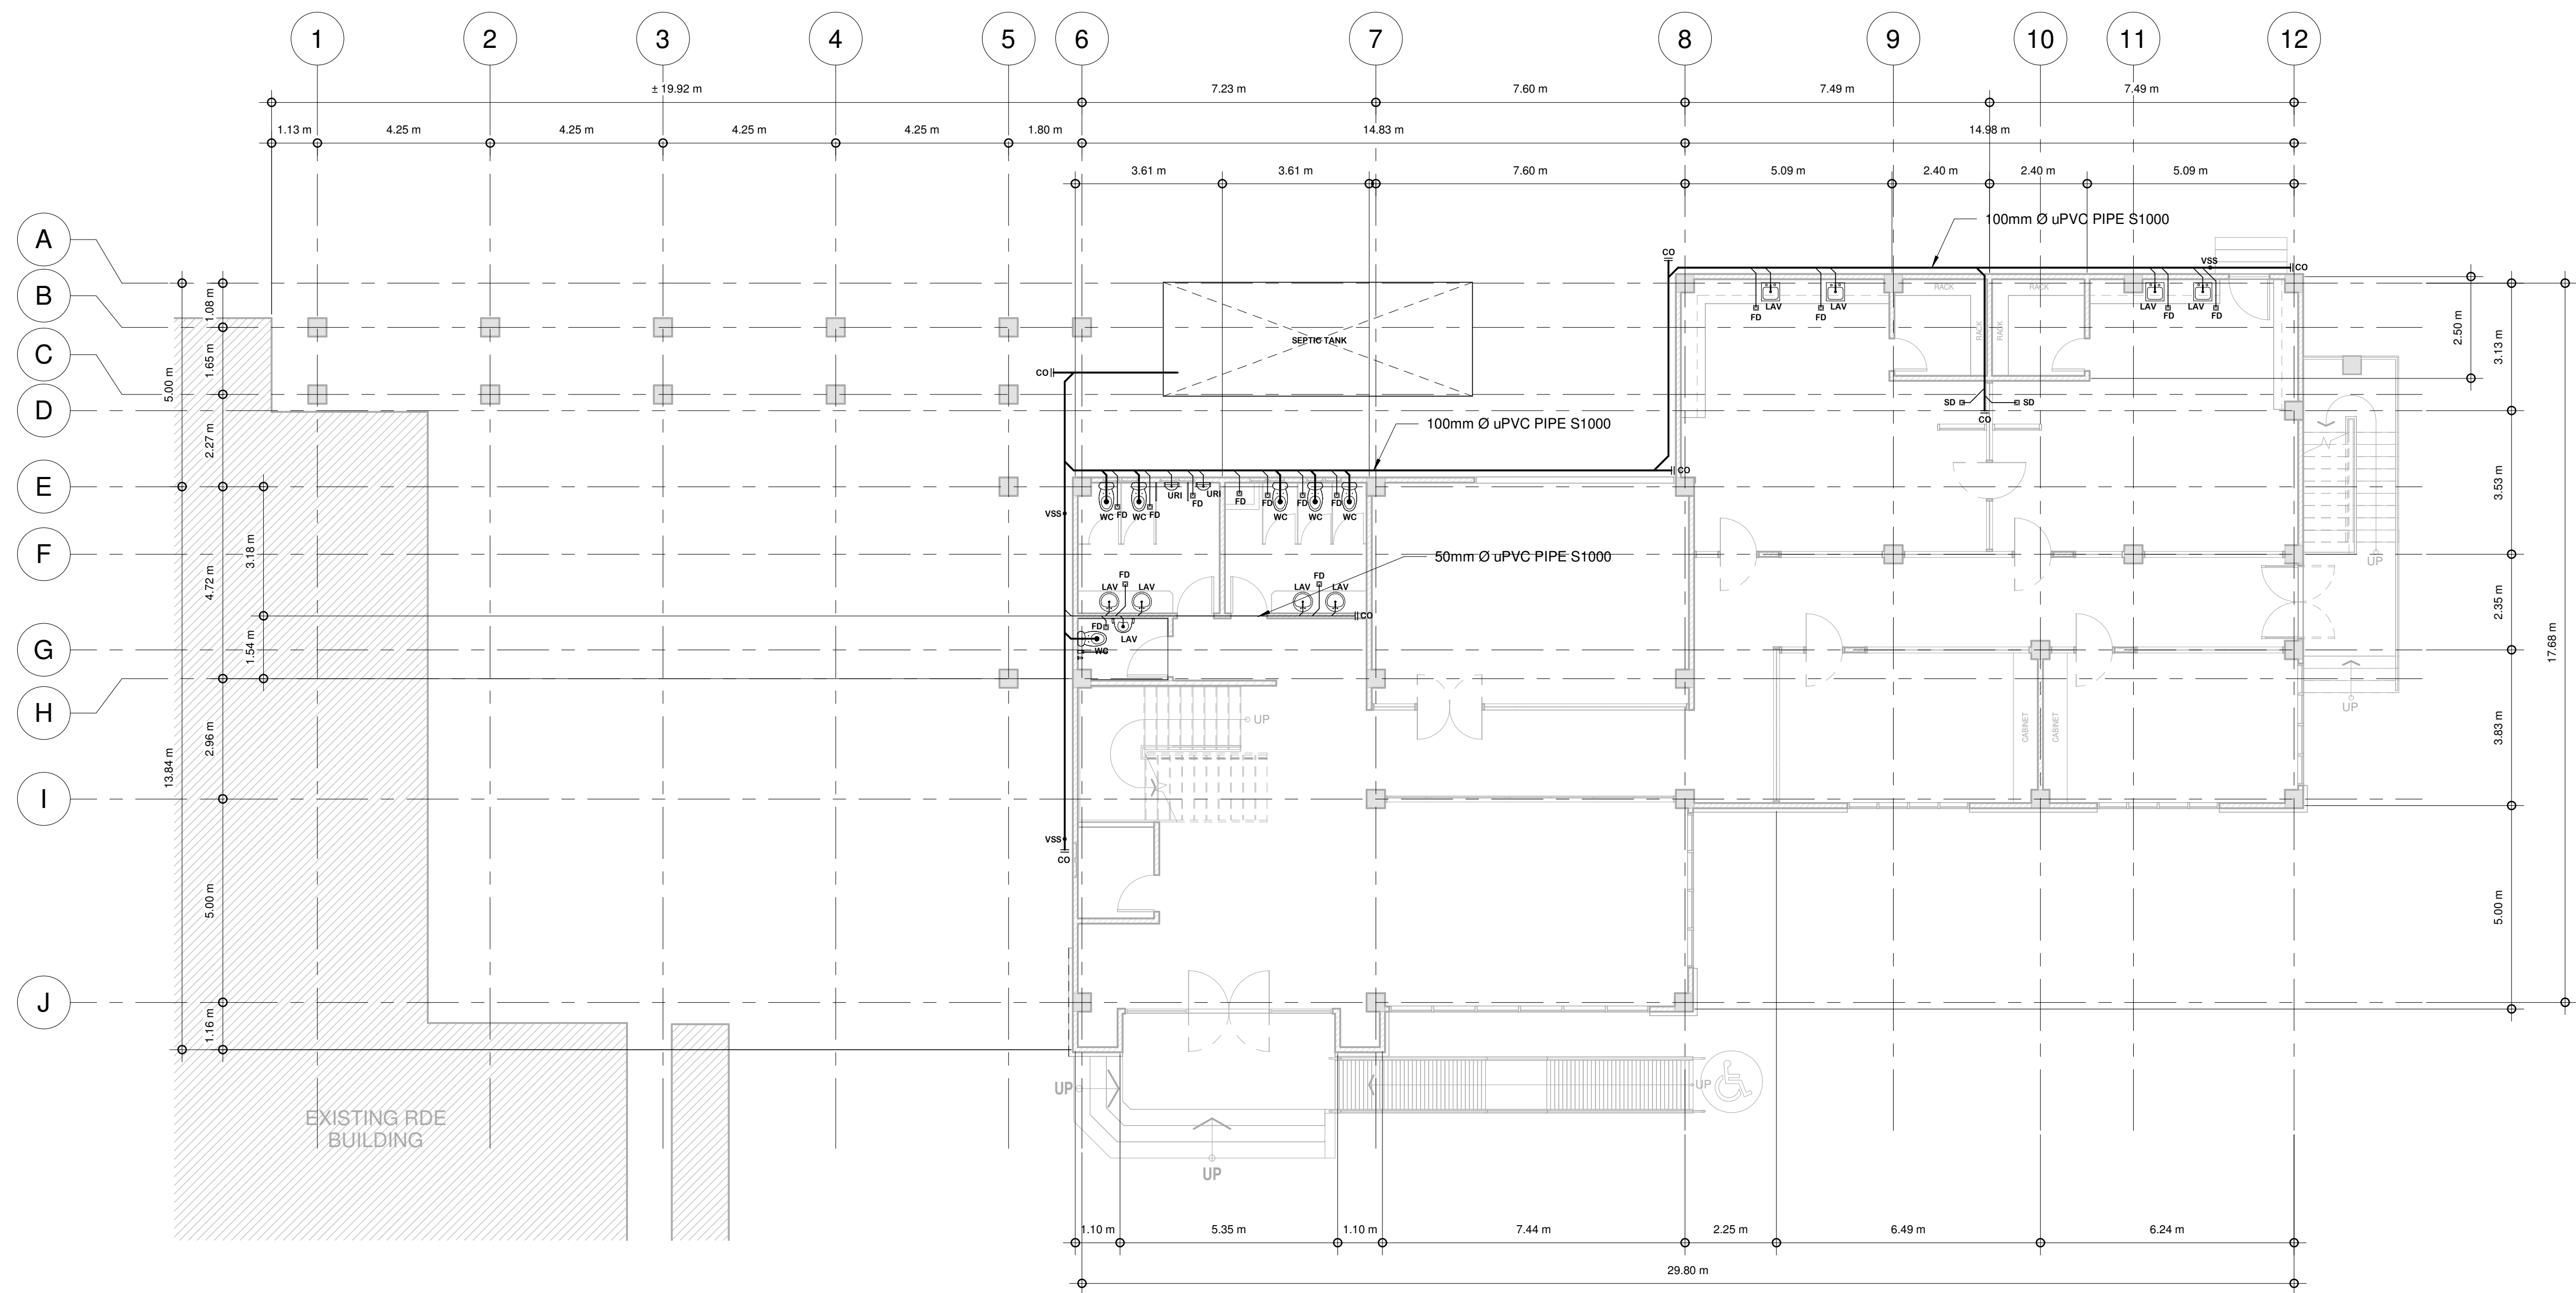 1 2 3 4 5 6 7 8 9 10 11 12
± 19.92 m 7.23 m 7.60 m 7.49 m 7.49 m
1.13 m 4.25 m 4.25 m 4.25 m 4.25 m 1.80 m 14.83 m 14.98 m
3.61 m 3.61 m 7.60 m 5.09 m 2.40 m 2.40 m 5.09 m
100mm Ø uPVC PIPE S1000
A
B
C
D
E
F
G
H
I
J
1.08 m
1.65 m
5.00 m
2.27 m
3.18 m
4.72 m
1.54 m
2.96 m
13.84 m
5.00 m
1.16 m
CO
VSS
CO
RACK
RACK
RACK
RACK
LAV
LAV
LAV
LAV
FD
FD
FD
FD
SEPTIC TANK
CO
SD
SD
CO
100mm Ø uPVC PIPE S1000
CO
URI
URI
FD
FD
FD
FD
FD
FD
FD
WC
WC
WC
WC
WC
VSS
50mm Ø uPVC PIPE S1000
FD
FD
LAV
LAV
LAV
LAV
CO
FD
LAV
WC
UP
VSS
CO
CABINET
CABINET
UP
UP
2.50 m
3.13 m
3.53 m
2.35 m
17.68 m
3.83 m
5.00 m
UP
UP
UP
EXISTING RDE
BUILDING
1.10 m 5.35 m 1.10 m 7.44 m 2.25 m 6.49 m 6.24 m
29.80 m